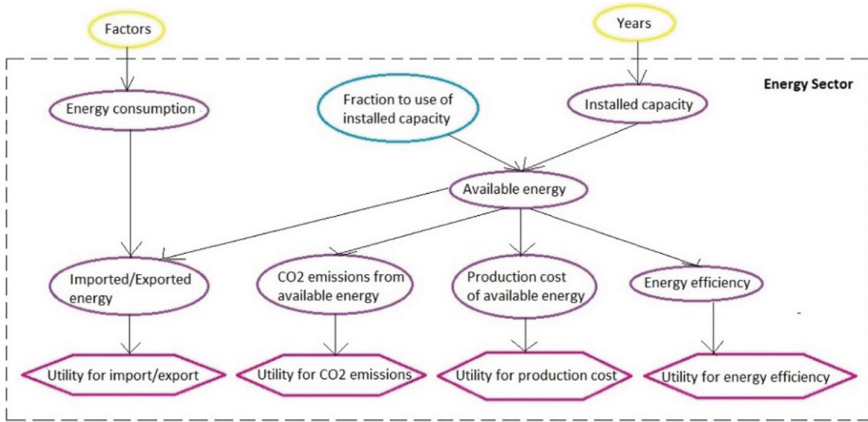 Factors
Years
Energy Sector
Energy consumption
Fraction to use of
installed capacity
Installed capacity
Available energy
Imported/Exported
energy
CO2 emissions from
available energy
Production cost
of available energy
Energy efficiency
Utility for import/export
Utility for CO2 emissions
Utility for production cost
Utility for energy efficiency